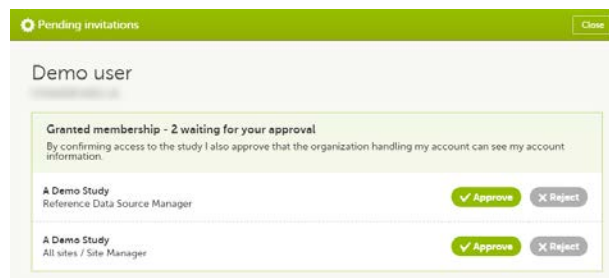 Pending invitations
Close
Demo user
Granted membership - 2 waiting for your approval
By confirming access to the study I also approve that the organization handling my account can see my account
information.
A Demo Study
Reference Data Source Manager
Approve
Reject
A Demo Study
All sites / Site Manager
Approve
Reject